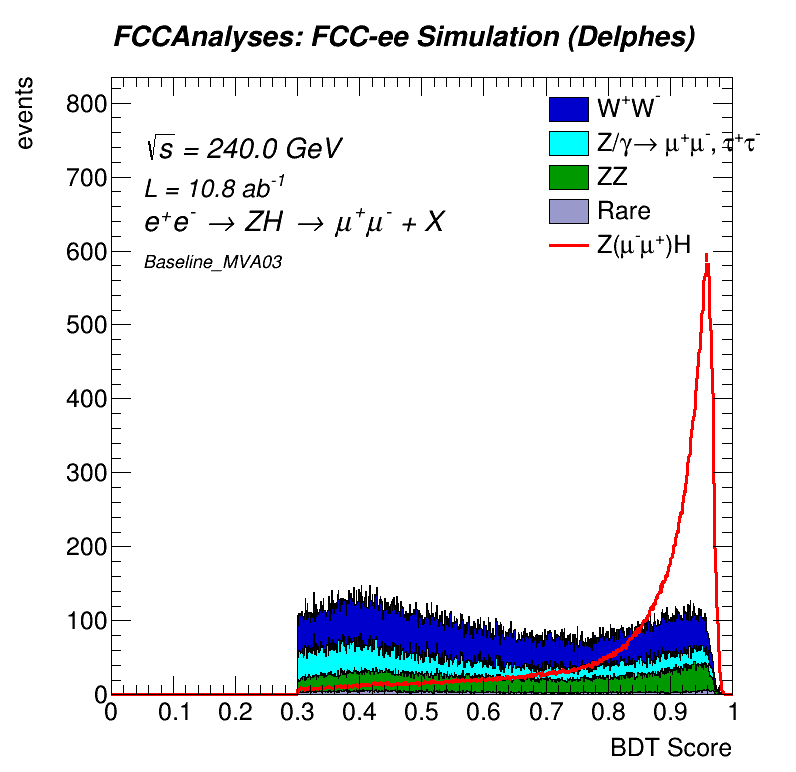 FCCAnalyses: FCC-ee Simulation (Delphes)
events
800
700
600
500
400
300
200
100
0
√s = 240.0 GeV
L = 10.8 ab⁻¹
e⁺e⁻ → ZH → μ⁺μ⁻ + X
Baseline_MVA03
W⁺W⁻
Z/γ→ μ⁺μ⁻, τ⁺τ⁻
ZZ
Rare
Z(μ⁻μ⁺)H
0 0.1 0.2 0.3 0.4 0.5 0.6 0.7 0.8 0.9 1
BDT Score